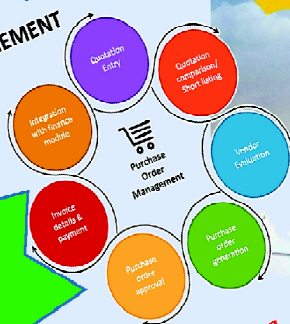 EMENT
Quotation
Entry
Quotation
comparison/
Short listing
Vendor
Evaluation
Purchase
order
generation
Purchase
order
approval
Invoice
details &
payment
Integration
with finance
module
Purchase
Order
Management